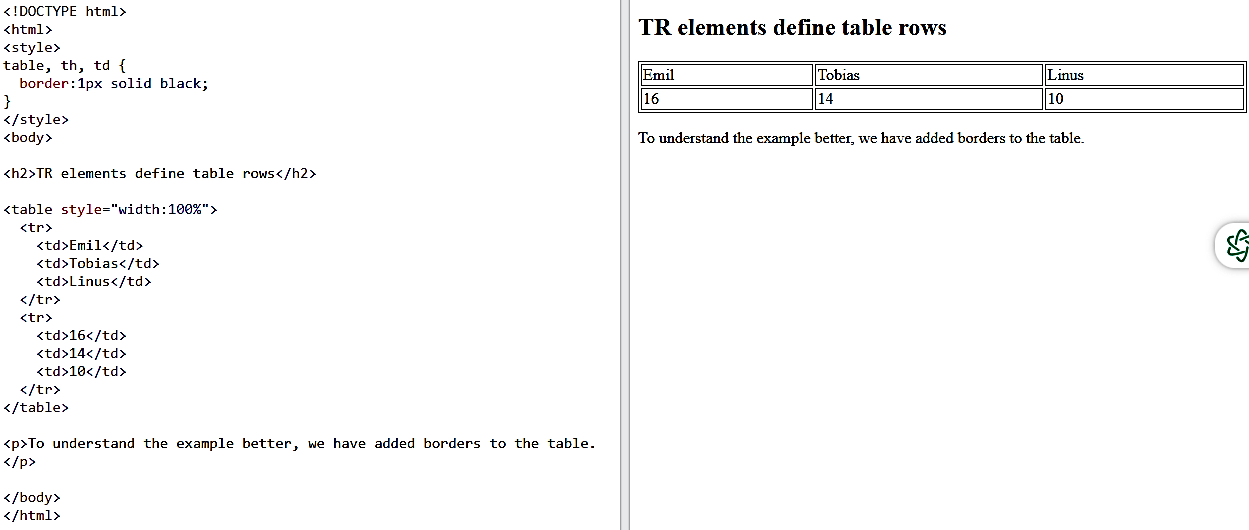 <!DOCTYPE html>
<html>
<style>
table, th, td {
  border:1px solid black;
}
</style>
<body>

<h2>TR elements define table rows</h2>

<table style="width:100%">
  <tr>
    <td>Emil</td>
    <td>Tobias</td>
    <td>Linus</td>
  </tr>
  <tr>
    <td>16</td>
    <td>14</td>
    <td>10</td>
  </tr>
</table>

<p>To understand the example better, we have added borders to the table.
</p>

</body>
</html>
TR elements define table rows
Emil Tobias Linus
16 14 10
To understand the example better, we have added borders to the table.